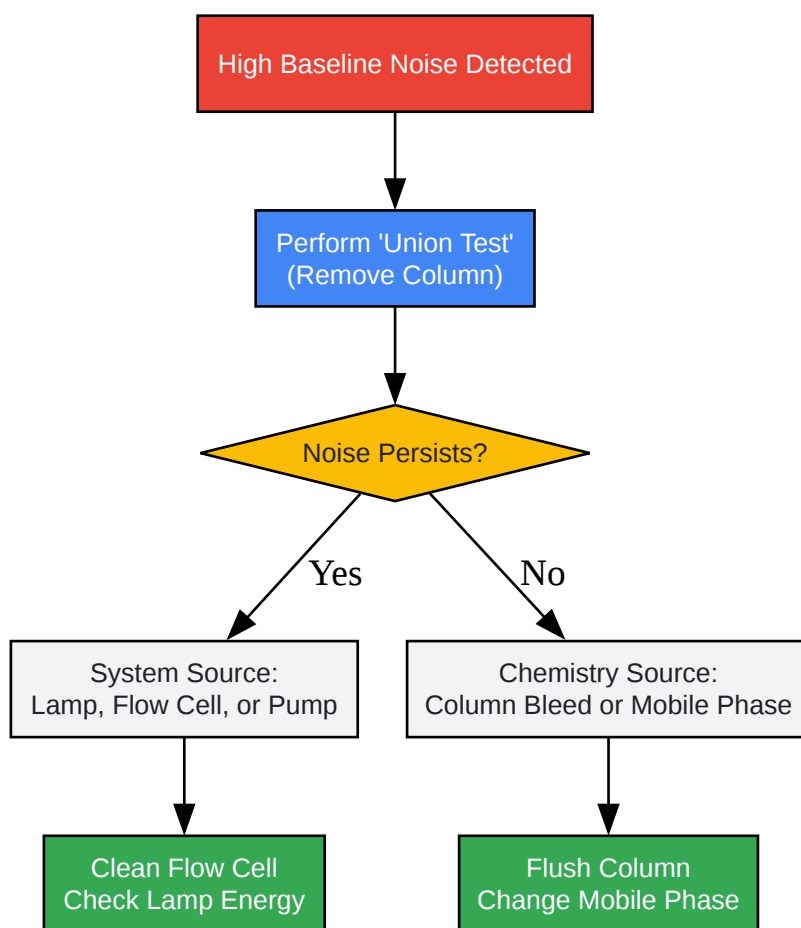 High Baseline Noise Detected
Perform 'Union Test'
(Remove Column)
Noise Persists?
Yes
No
System Source:
Lamp, Flow Cell, or Pump
Chemistry Source:
Column Bleed or Mobile Phase
Clean Flow Cell
Check Lamp Energy
Flush Column
Change Mobile Phase